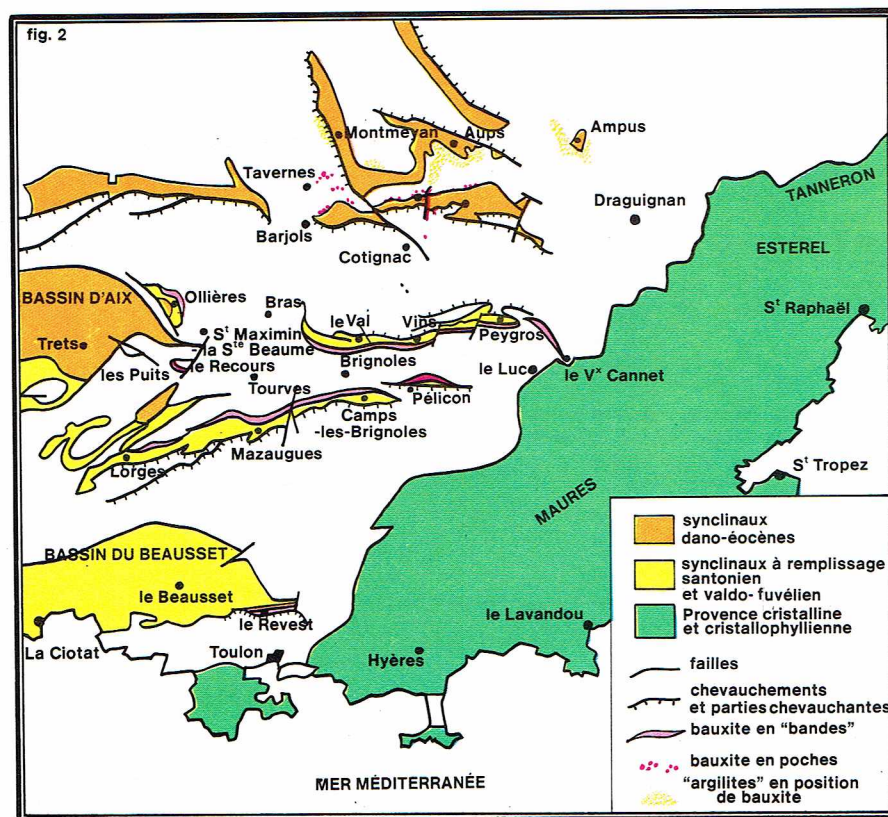 fig. 2
Montmeyan
Aups
Ampus
Tavernes
TANNERON
Draguignan
Barjols
ESTEREL
Cotignac
BASSIN D'AIX
Ollières
Bras
St Raphaël
le Val
Vins
St Maximin
-la Ste Beaume
Peygros
Trets
les Puits
le Recours
Brignoles
le Luc
le Vx Cannet
Tourves
Pélicon
Camps
-les-Brignoles
Mazaugues
Lorges
St Tropez
MAURES
BASSIN DU BEAUSSET
le Beausset
le Revest
le Lavandou
La Ciotat
Toulon
Hyères
MER MÉDITERRANÉE
synclinaux
dano-éocènes
synclinaux à remplissage
santonien
et valdo-fuvélien
Provence cristalline
et cristallophyllienne
failles
chevauchements
et parties chevauchantes
bauxite en "bandes"
bauxite en poches
"argilites" en position
de bauxite